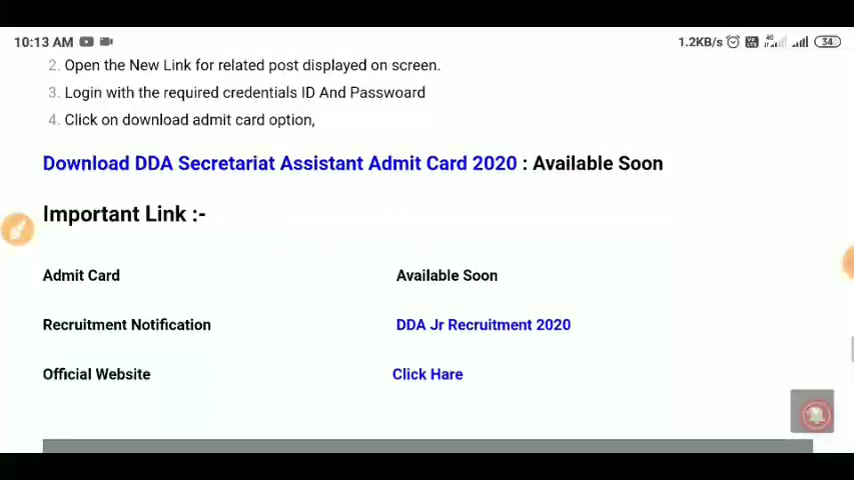 10:13 AM 1.2KB/s 4G 34
2. Open the New Link for related post displayed on screen.
3. Login with the required credentials ID And Passwoard
4. Click on download admit card option,
Download DDA Secretariat Assistant Admit Card 2020 : Available Soon
Important Link :-
Admit Card Available Soon
Recruitment Notification DDA Jr Recruitment 2020
Official Website Click Hare